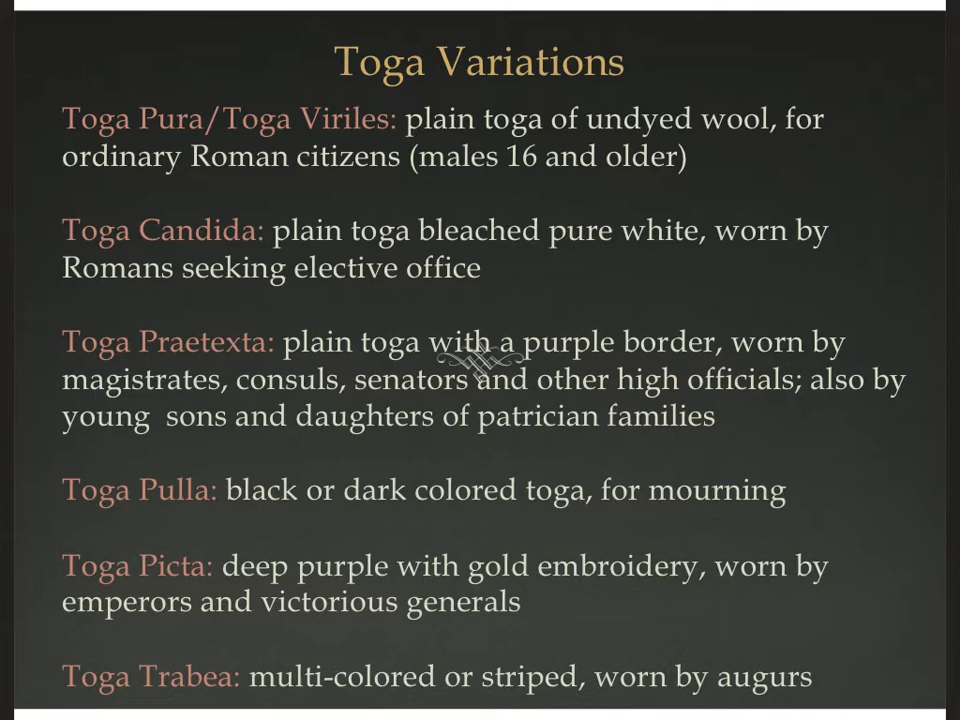 Toga Variations
Toga Pura/Toga Viriles: plain toga of undyed wool, for
ordinary Roman citizens (males 16 and older)
Toga Candida: plain toga bleached pure white, worn by
Romans seeking elective office
Toga Praetexta: plain toga with a purple border, worn by
magistrates, consuls, senators and other high officials; also by
young  sons and daughters of patrician families
Toga Pulla: black or dark colored toga, for mourning
Toga Picta: deep purple with gold embroidery, worn by
emperors and victorious generals
Toga Trabea: multi-colored or striped, worn by augurs